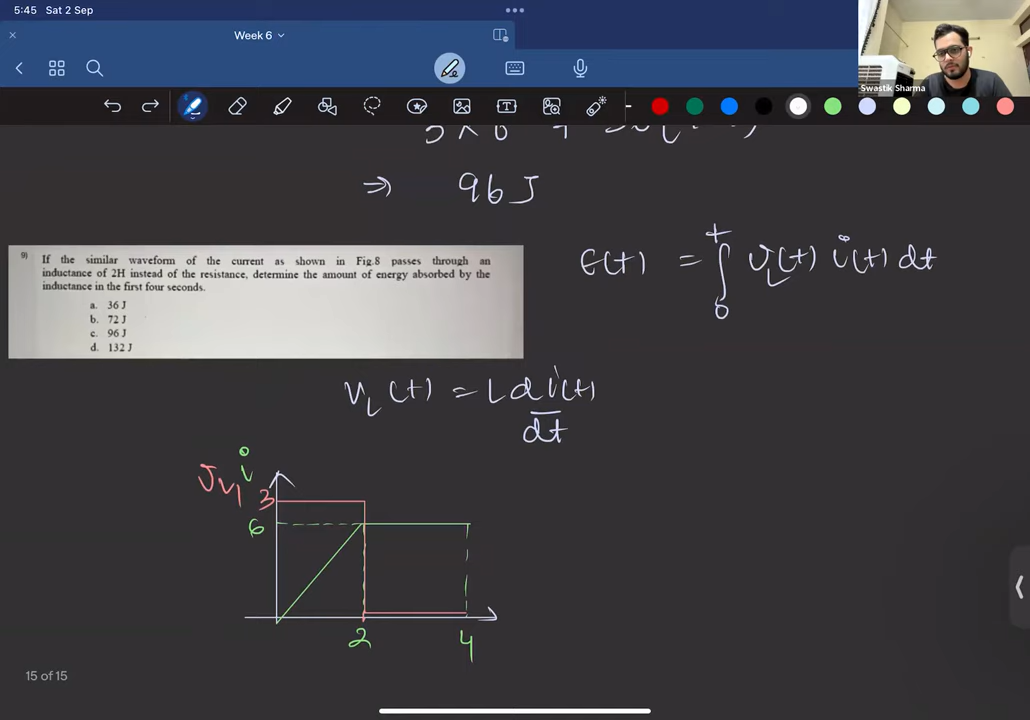 5:45 Sat 2 Sep
Week 6
Swastik Sharma
⇒ 96 J
9) If the similar waveform of the current as shown in Fig.8 passes through an
inductance of 2H instead of the resistance, determine the amount of energy absorbed by the
inductance in the first four seconds.
a. 36 J
b. 72 J
c. 96 J
d. 132 J
E(t) = ∫₀ᵗ v_L(t) i(t) dt
v_L(t) = L di(t)/dt
i
3
6
2
4
15 of 15